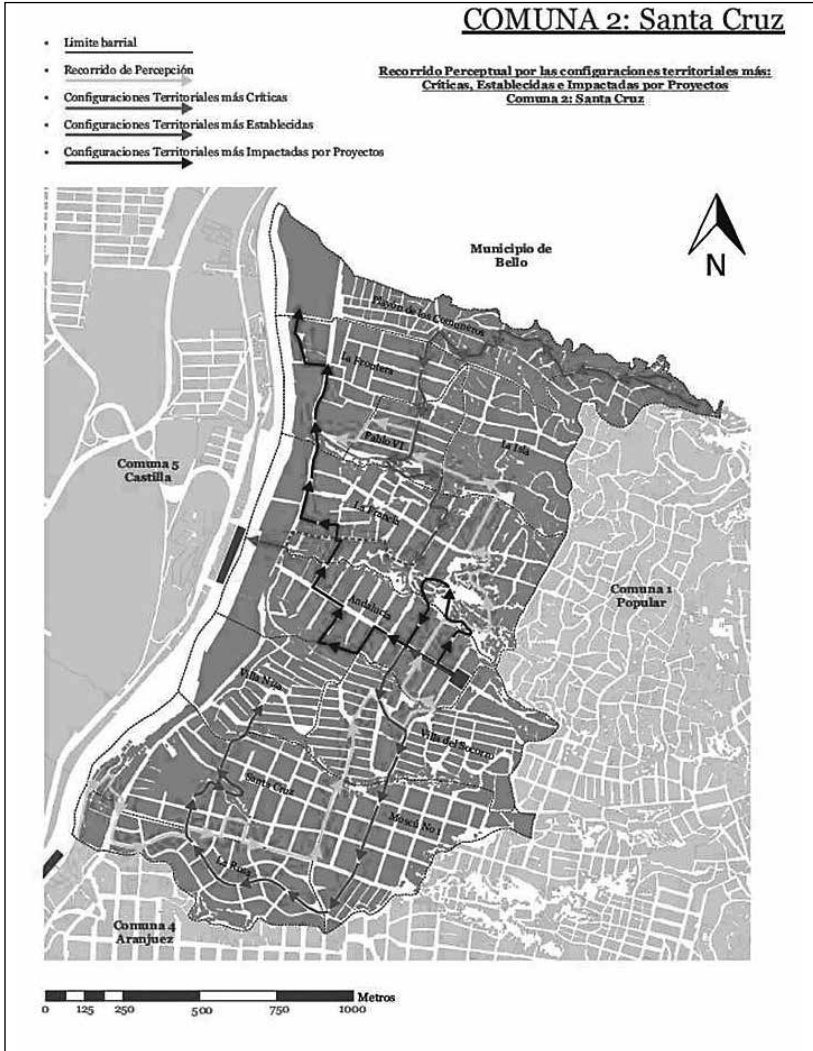 COMUNA 2: Santa Cruz
Límite barrial
Recorrido de Percepción
Configuraciones Territoriales más Críticas
Configuraciones Territoriales más Establecidas
Configuraciones Territoriales más Impactadas por Proyectos
Recorrido Perceptual por las configuraciones territoriales más:
Críticas, Establecidas e Impactadas por Proyectos
Comuna 2: Santa Cruz
Municipio de
Bello
N
Playón de los Comuneros
La Frontera
Pablo VI
La Isla
Comuna 5
Castilla
La Francia
Comuna 1
Popular
Andalucía
Villa Niza
Villa del Socorro
Santa Cruz
Moscú No 1
La Rosa
Comuna 4
Aranjuez
Metros
0 125 250 500 750 1000